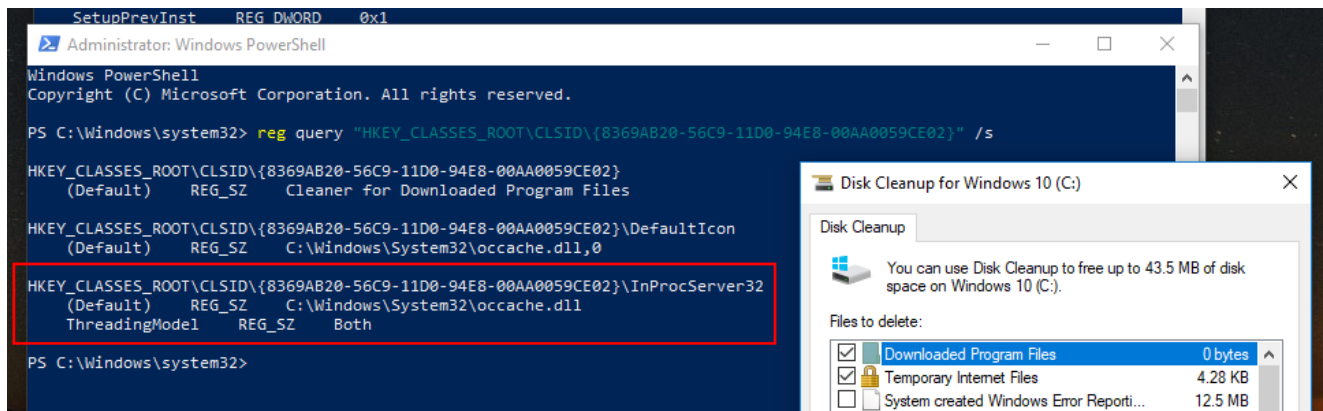 SetupPrevInst    REG_DWORD    0x1
Administrator: Windows PowerShell
Windows PowerShell
Copyright (C) Microsoft Corporation. All rights reserved.
PS C:\Windows\system32> reg query "HKEY_CLASSES_ROOT\CLSID\{8369AB20-56C9-11D0-94E8-00AA0059CE02}" /s
HKEY_CLASSES_ROOT\CLSID\{8369AB20-56C9-11D0-94E8-00AA0059CE02}
(Default)    REG_SZ    Cleaner for Downloaded Program Files
HKEY_CLASSES_ROOT\CLSID\{8369AB20-56C9-11D0-94E8-00AA0059CE02}\DefaultIcon
(Default)    REG_SZ    C:\Windows\System32\occache.dll,0
HKEY_CLASSES_ROOT\CLSID\{8369AB20-56C9-11D0-94E8-00AA0059CE02}\InProcServer32
(Default)    REG_SZ    C:\Windows\System32\occache.dll
ThreadingModel    REG_SZ    Both
PS C:\Windows\system32>
Disk Cleanup for Windows 10 (C:)
Disk Cleanup
You can use Disk Cleanup to free up to 43.5 MB of disk
space on Windows 10 (C:).
Files to delete:
Downloaded Program Files    0 bytes
Temporary Internet Files    4.28 KB
System created Windows Error Reporti...    12.5 MB